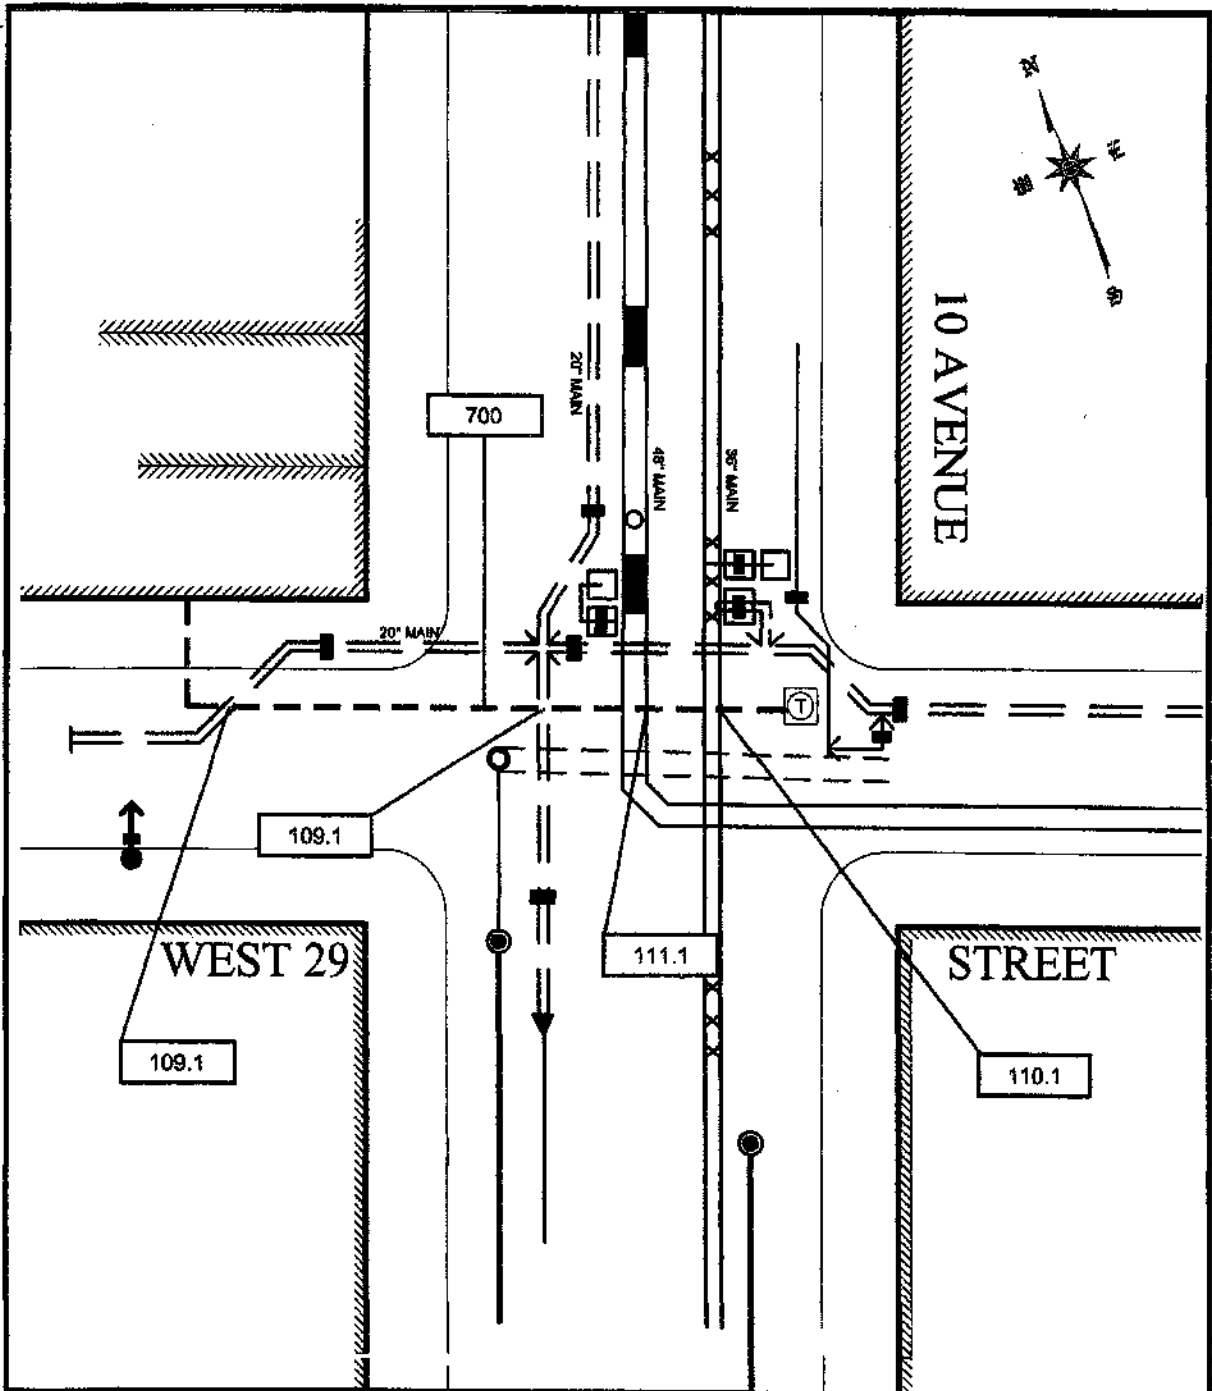 N
E
W
S
10 AVENUE
20" MAIN
700
48" MAIN
36" MAIN
20" MAIN
T
109.1
WEST 29 STREET
111.1
109.1
110.1